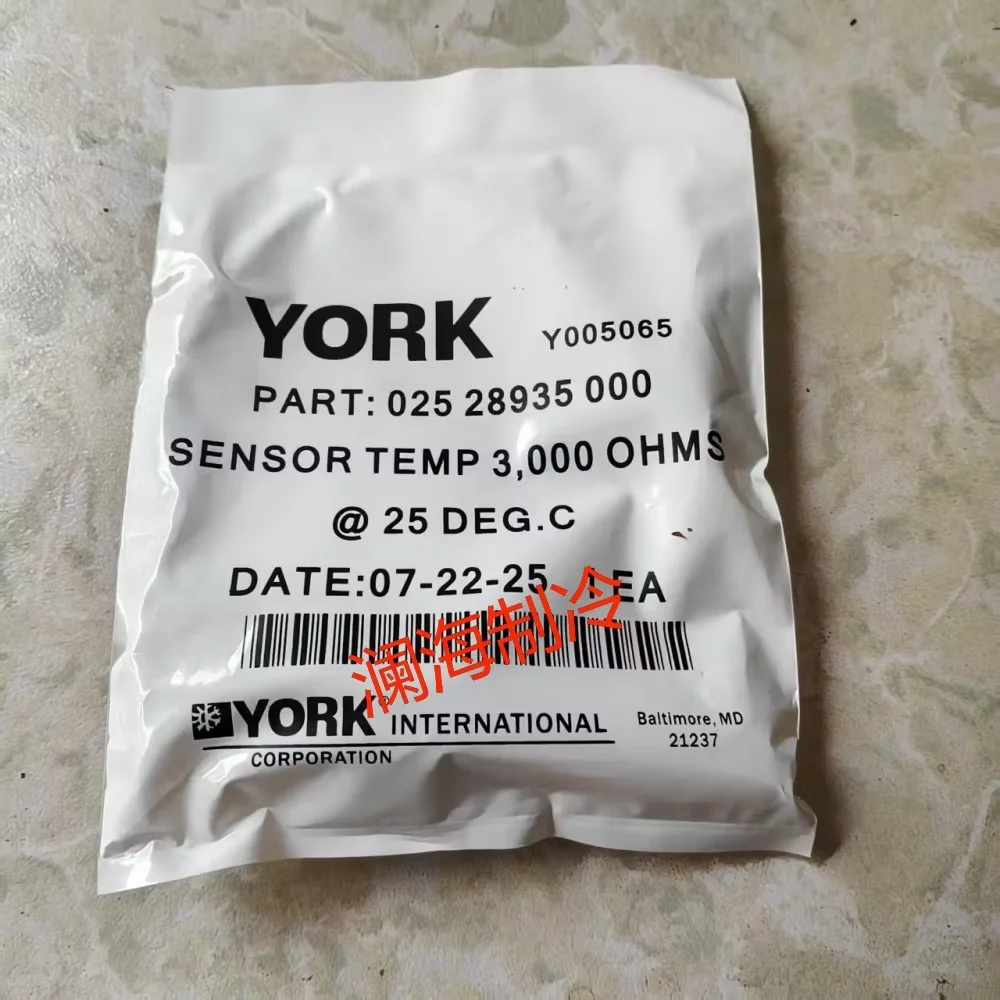 YORK Y005065
PART: 025 28935 000
SENSOR TEMP 3,000 OHMS
@ 25 DEG.C
DATE:07-22-25 1 EA
澜海制冷
YORK® INTERNATIONAL Baltimore, MD
CORPORATION 21237